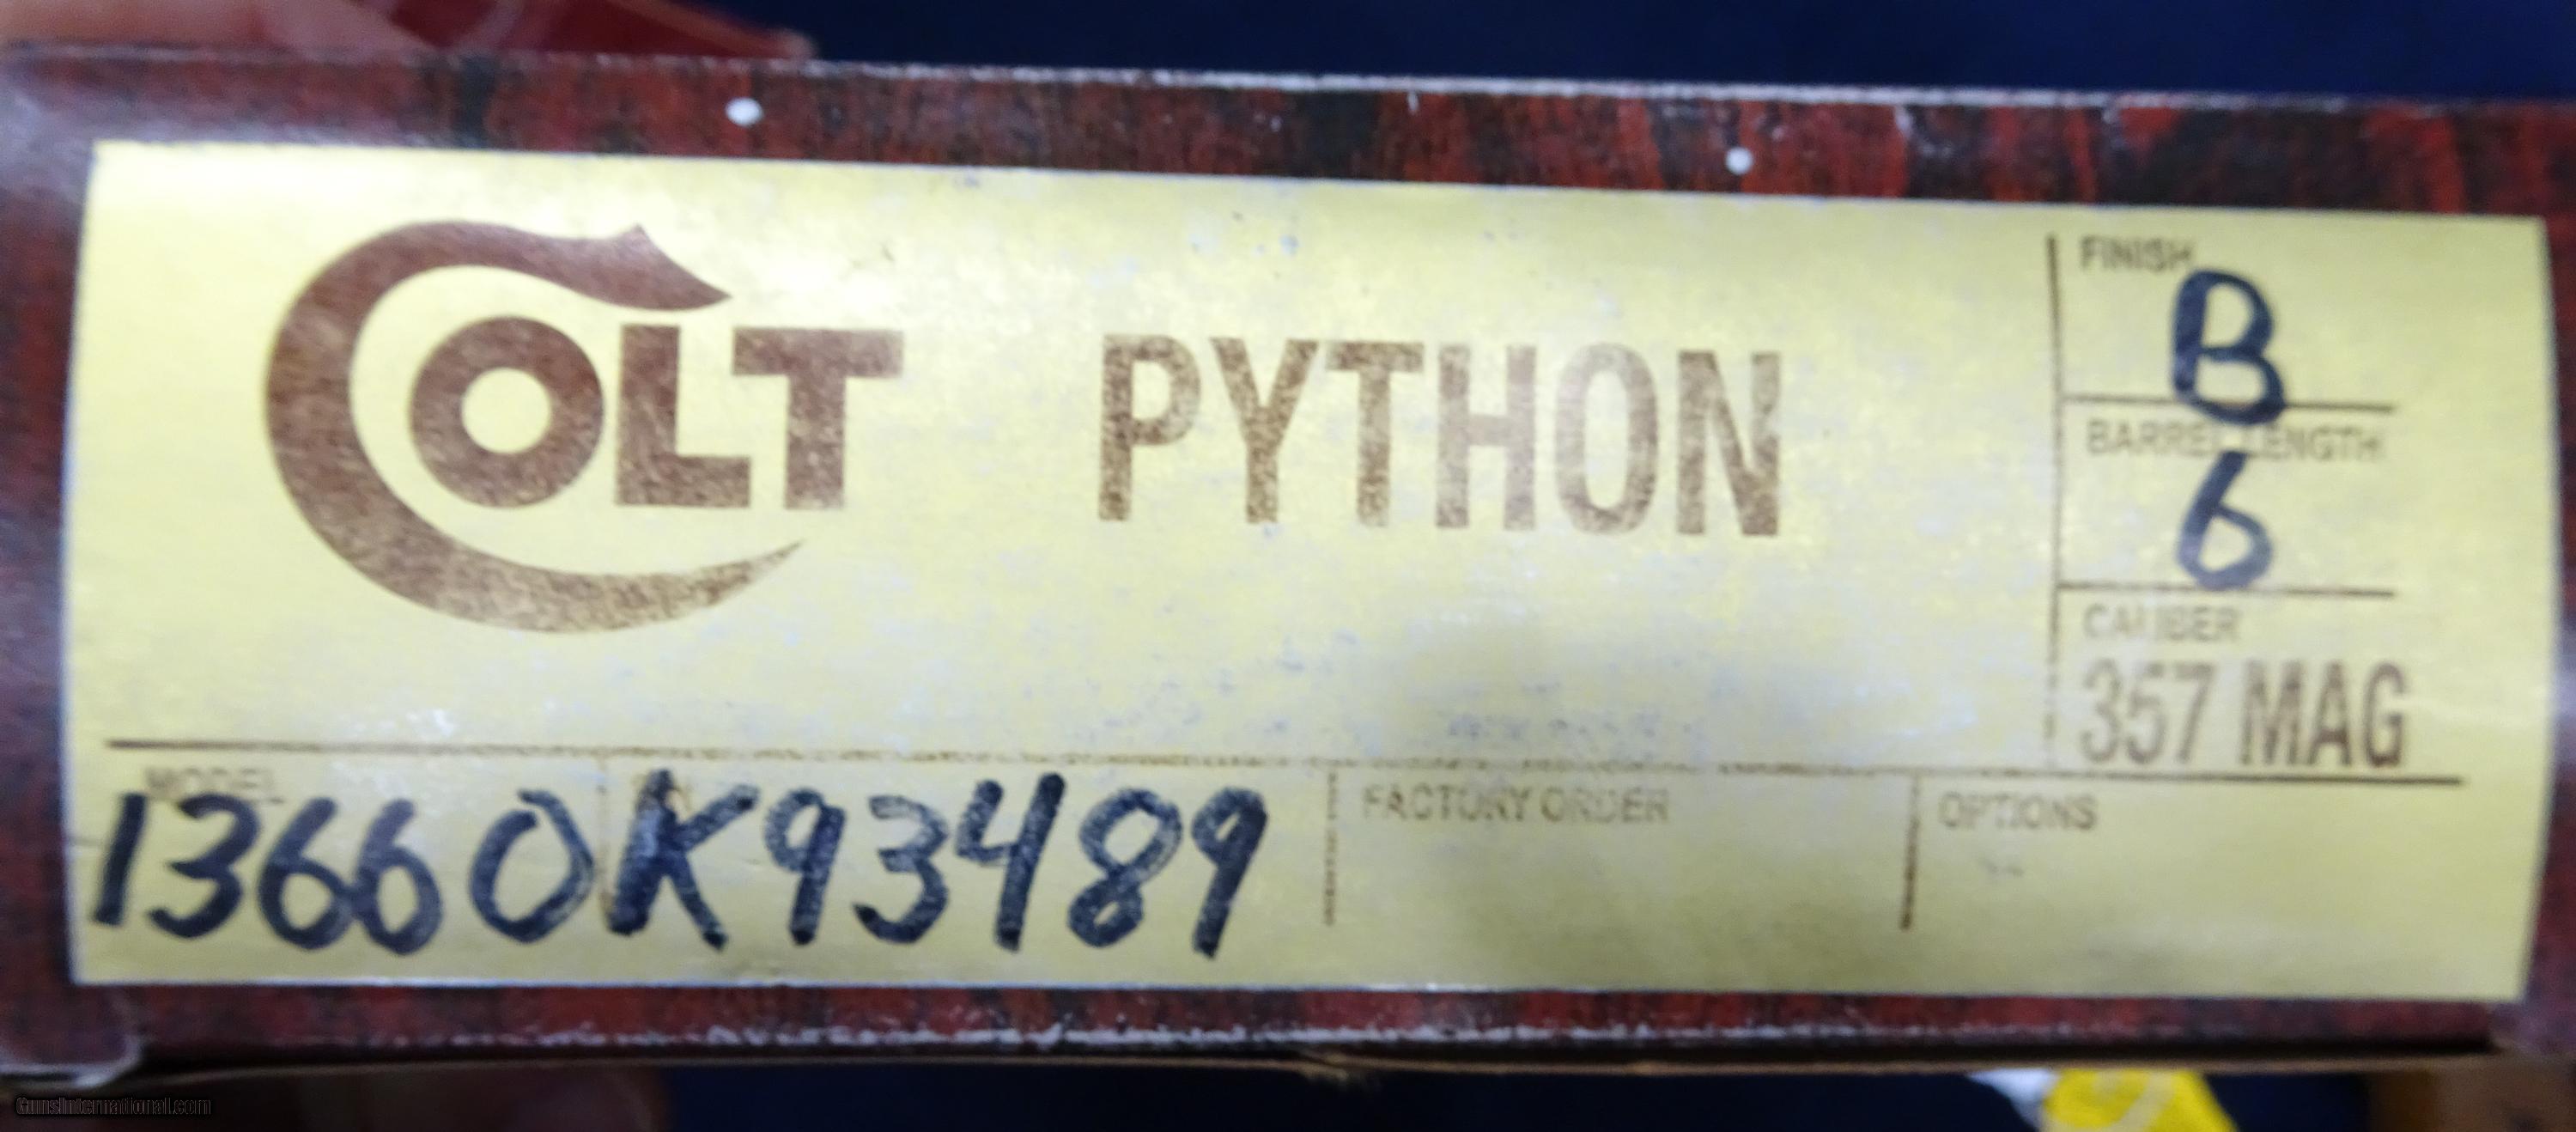 COLT PYTHON
FINISH
B
BARREL LENGTH
6
CALIBER
357 MAG
MODEL
13660K93489
FACTORY ORDER
OPTIONS
GunsInternational.com